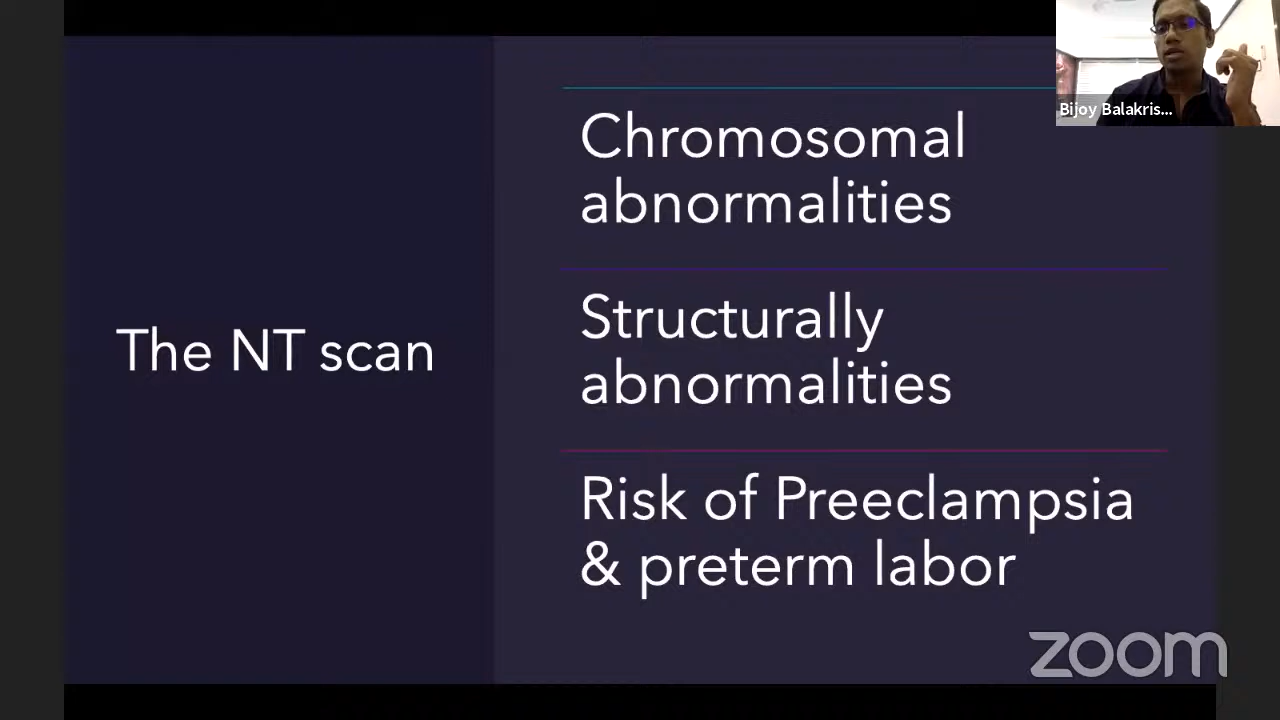 The NT scan
Chromosomal
abnormalities
Structurally
abnormalities
Risk of Preeclampsia
& preterm labor
Bijoy Balakris...
zoom